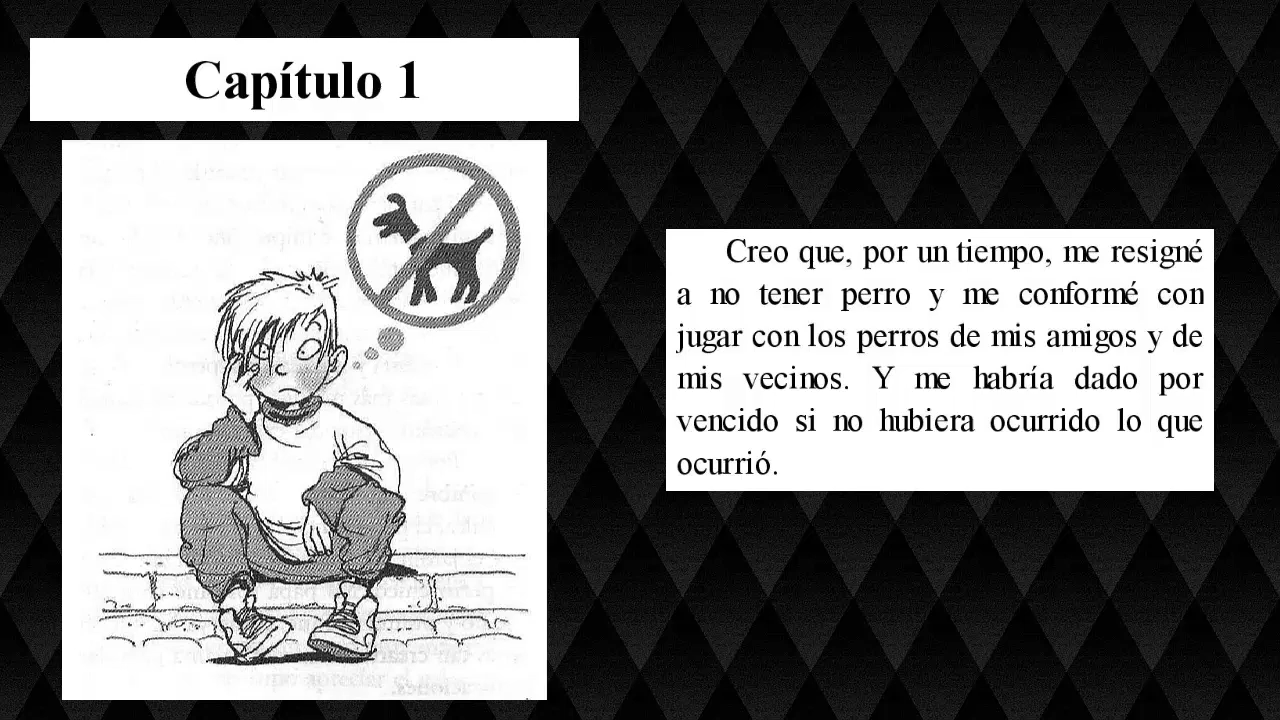 Capítulo 1
Creo que, por un tiempo, me resigné
a no tener perro y me conformé con
jugar con los perros de mis amigos y de
mis vecinos. Y me habría dado por
vencido si no hubiera ocurrido lo que
ocurrió.